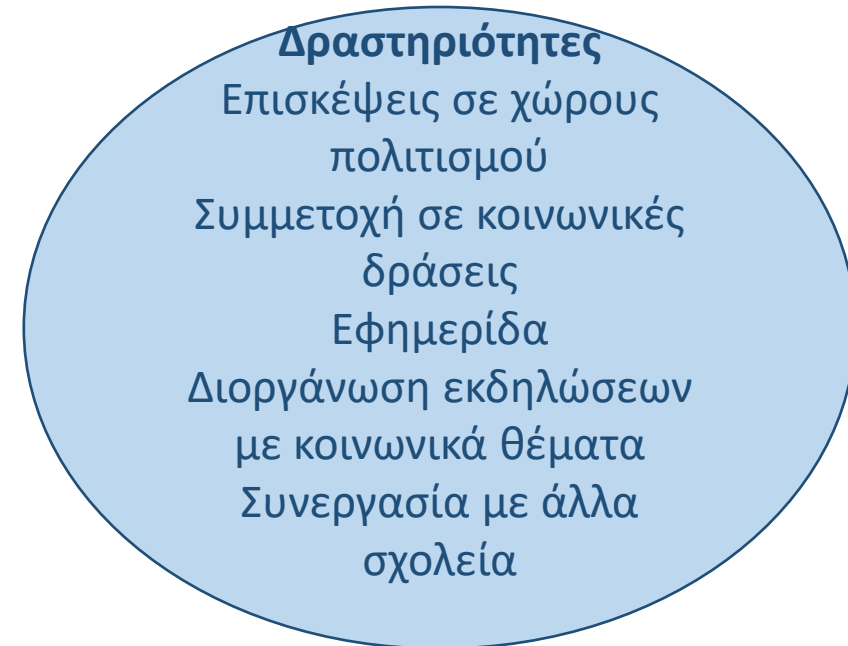 Δραστηριότητες
Επισκέψεις σε χώρους
πολιτισμού
Συμμετοχή σε κοινωνικές
δράσεις
Εφημερίδα
Διοργάνωση εκδηλώσεων
με κοινωνικά θέματα
Συνεργασία με άλλα
σχολεία